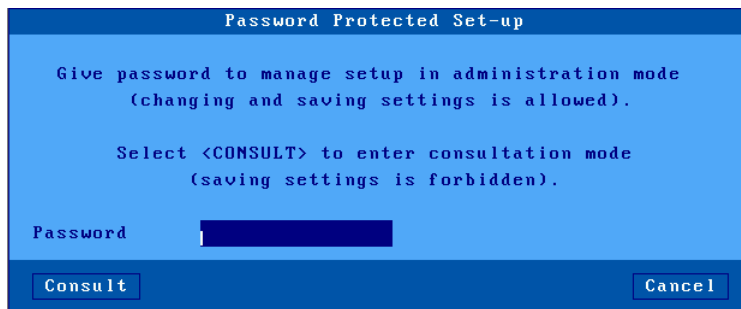 Password Protected Set-up
Give password to manage setup in administration mode
(changing and saving settings is allowed).
Select <CONSULT> to enter consultation mode
(saving settings is forbidden).
Password
Consult
Cancel